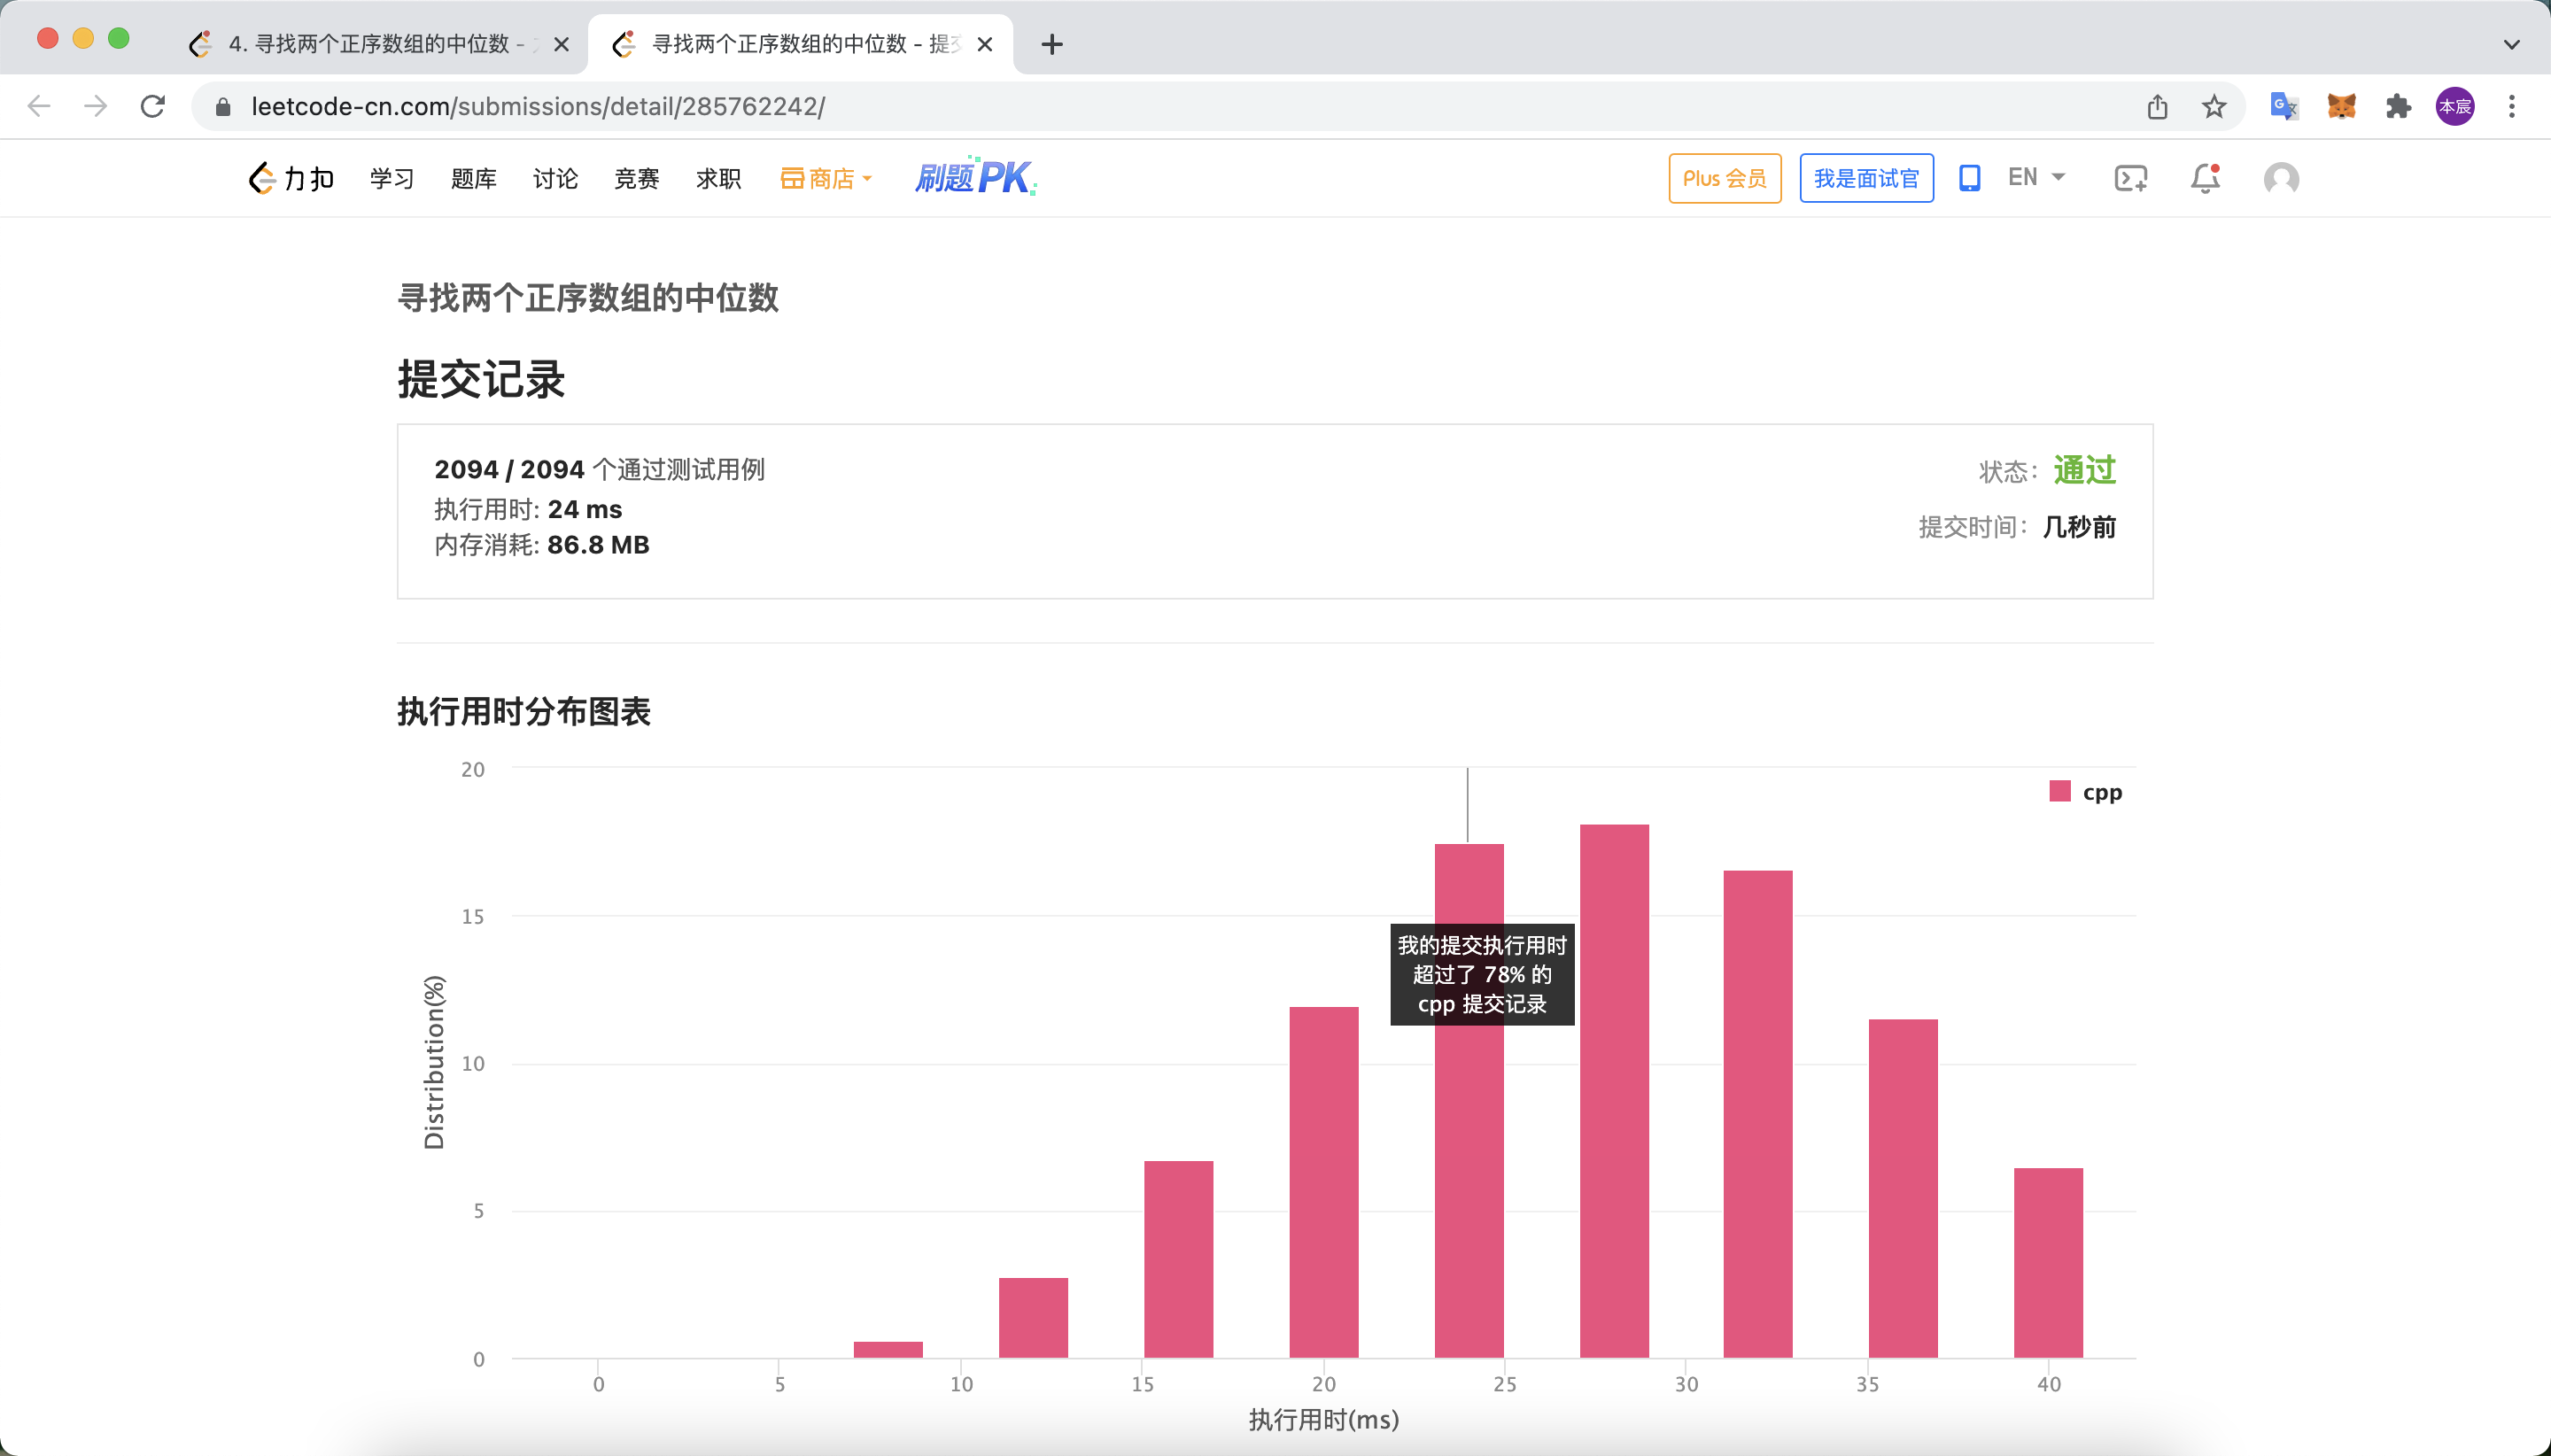 4. 寻找两个正序数组的中位数 -
寻找两个正序数组的中位数 - 提交
leetcode-cn.com/submissions/detail/285762242/
本宸
力扣 学习 题库 讨论 竞赛 求职 商店 刷题PK Plus 会员 我是面试官 EN
寻找两个正序数组的中位数
提交记录
2094 / 2094 个通过测试用例
状态：通过
执行用时: 24 ms
提交时间：几秒前
内存消耗: 86.8 MB
执行用时分布图表
20
cpp
15
我的提交执行用时
超过了 78% 的
cpp 提交记录
Distribution(%)
10
5
0
0 5 10 15 20 25 30 35 40
执行用时(ms)